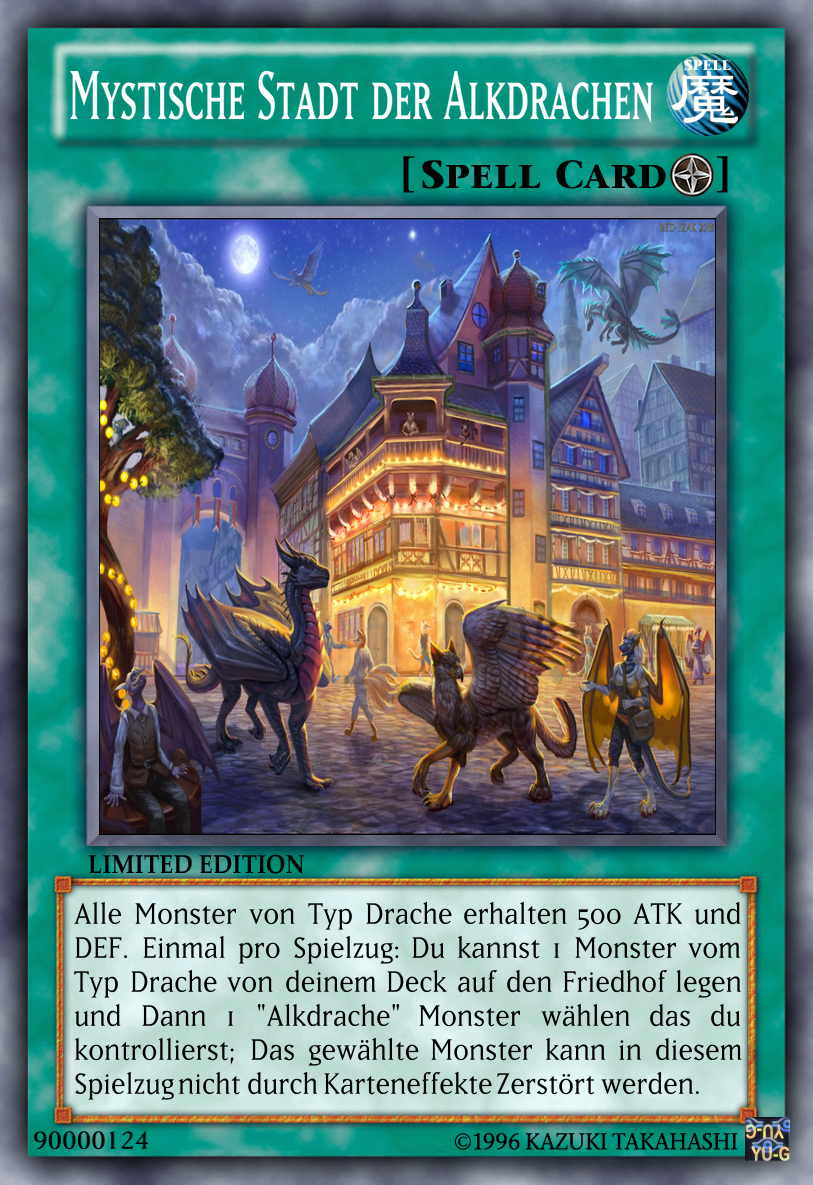 MYSTISCHE STADT DER ALKDRACHEN
SPELL
魔
[SPELL CARD]
LIMITED EDITION
Alle Monster von Typ Drache erhalten 500 ATK und
DEF. Einmal pro Spielzug: Du kannst 1 Monster vom
Typ Drache von deinem Deck auf den Friedhof legen
und Dann 1 "Alkdrache" Monster wählen das du
kontrollierst; Das gewählte Monster kann in diesem
Spielzug nicht durch Karteneffekte Zerstört werden.
90000124
©1996 KAZUKI TAKAHASHI
YU-G
YU-G